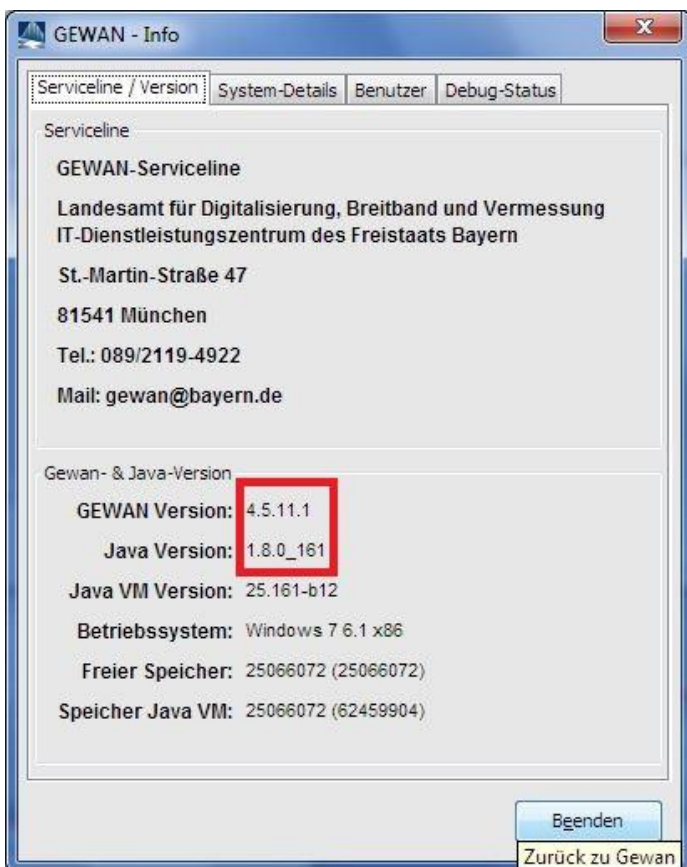 GEWAN - Info
Serviceline / Version System-Details Benutzer Debug-Status
Serviceline
GEWAN-Serviceline
Landesamt für Digitalisierung, Breitband und Vermessung
IT-Dienstleistungszentrum des Freistaats Bayern
St.-Martin-Straße 47
81541 München
Tel.: 089/2119-4922
Mail: gewan@bayern.de
Gewan- & Java-Version
GEWAN Version: 4.5.11.1
Java Version: 1.8.0_161
Java VM Version: 25.161-b12
Betriebssystem: Windows 7 6.1 x86
Freier Speicher: 25066072 (25066072)
Speicher Java VM: 25066072 (62459904)
Beenden
Zurück zu Gewan